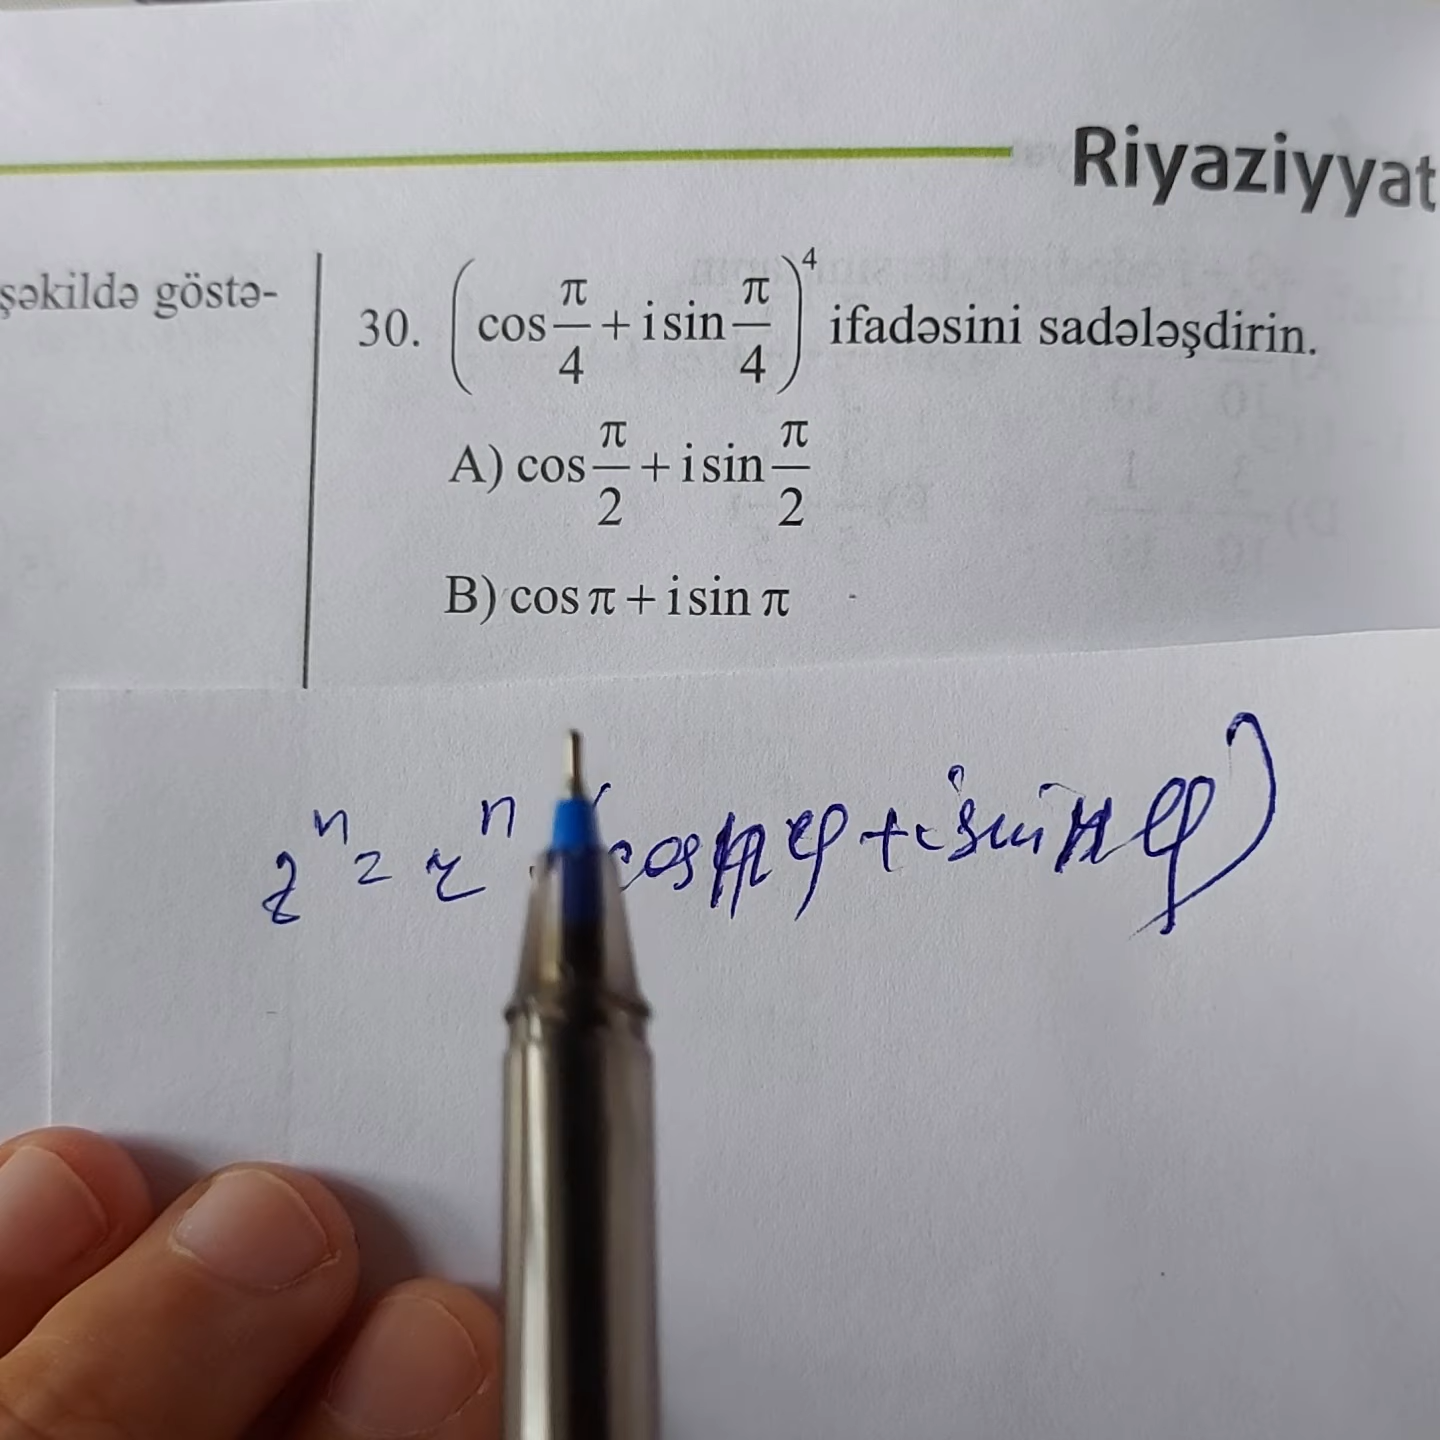 Riyaziyyat
şəkildə göstə-
30. (cos π/4 + i sin π/4)⁴ ifadəsini sadələşdirin.
A) cos π/2 + i sin π/2
B) cos π + i sin π
zⁿ = rⁿ (cos nφ + i sin nφ)